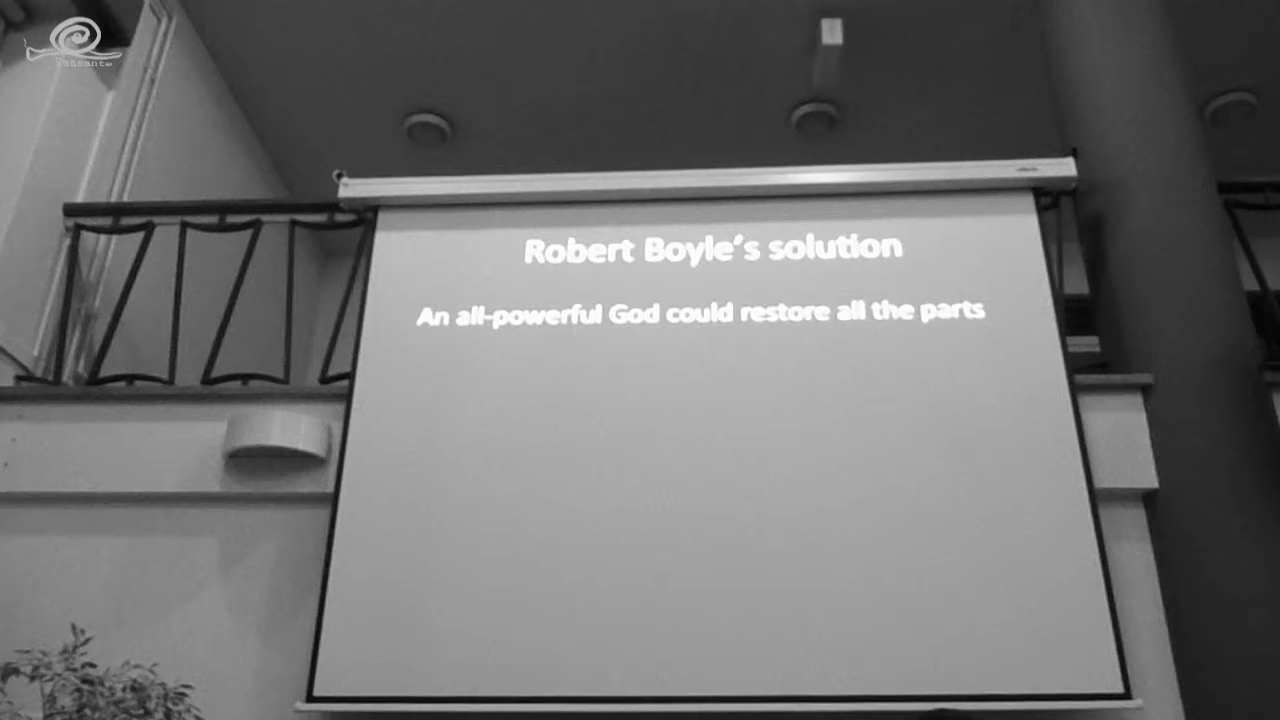 Robert Boyle's solution
An all-powerful God could restore all the parts